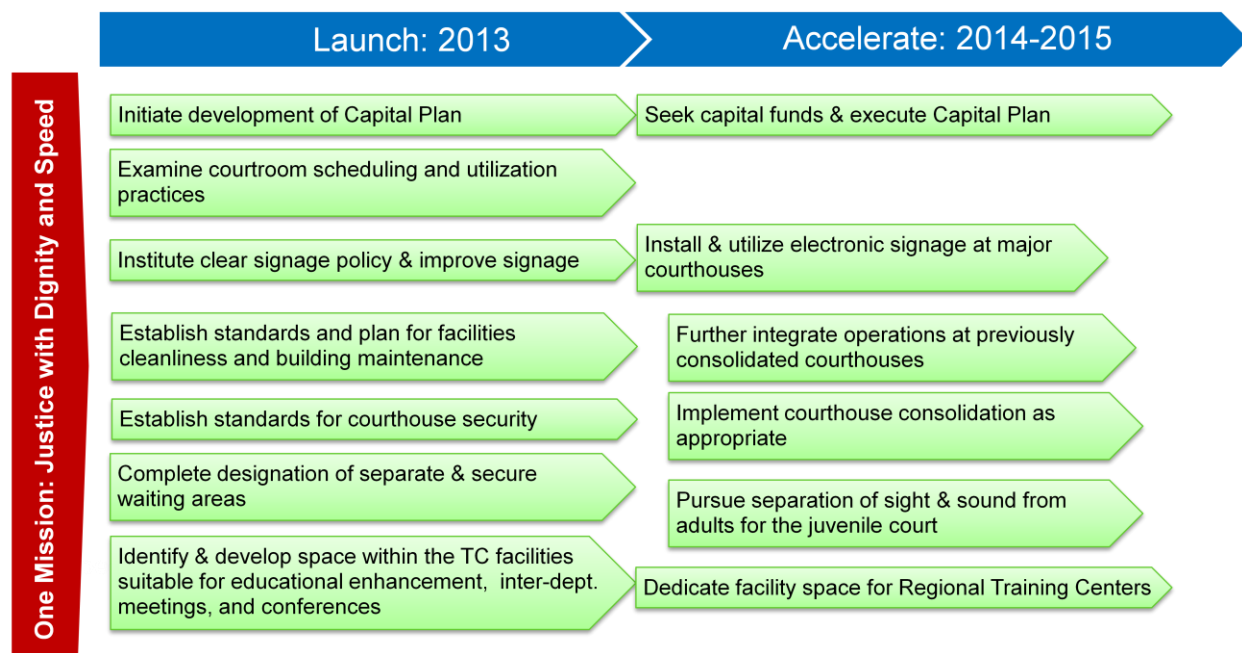 Launch: 2013
Accelerate: 2014-2015
One Mission: Justice with Dignity and Speed
Initiate development of Capital Plan
Seek capital funds & execute Capital Plan
Examine courtroom scheduling and utilization
practices
Institute clear signage policy & improve signage
Install & utilize electronic signage at major
courthouses
Establish standards and plan for facilities
cleanliness and building maintenance
Further integrate operations at previously
consolidated courthouses
Establish standards for courthouse security
Implement courthouse consolidation as
appropriate
Complete designation of separate & secure
waiting areas
Pursue separation of sight & sound from
adults for the juvenile court
Identify & develop space within the TC facilities
suitable for educational enhancement,  inter-dept.
meetings, and conferences
Dedicate facility space for Regional Training Centers